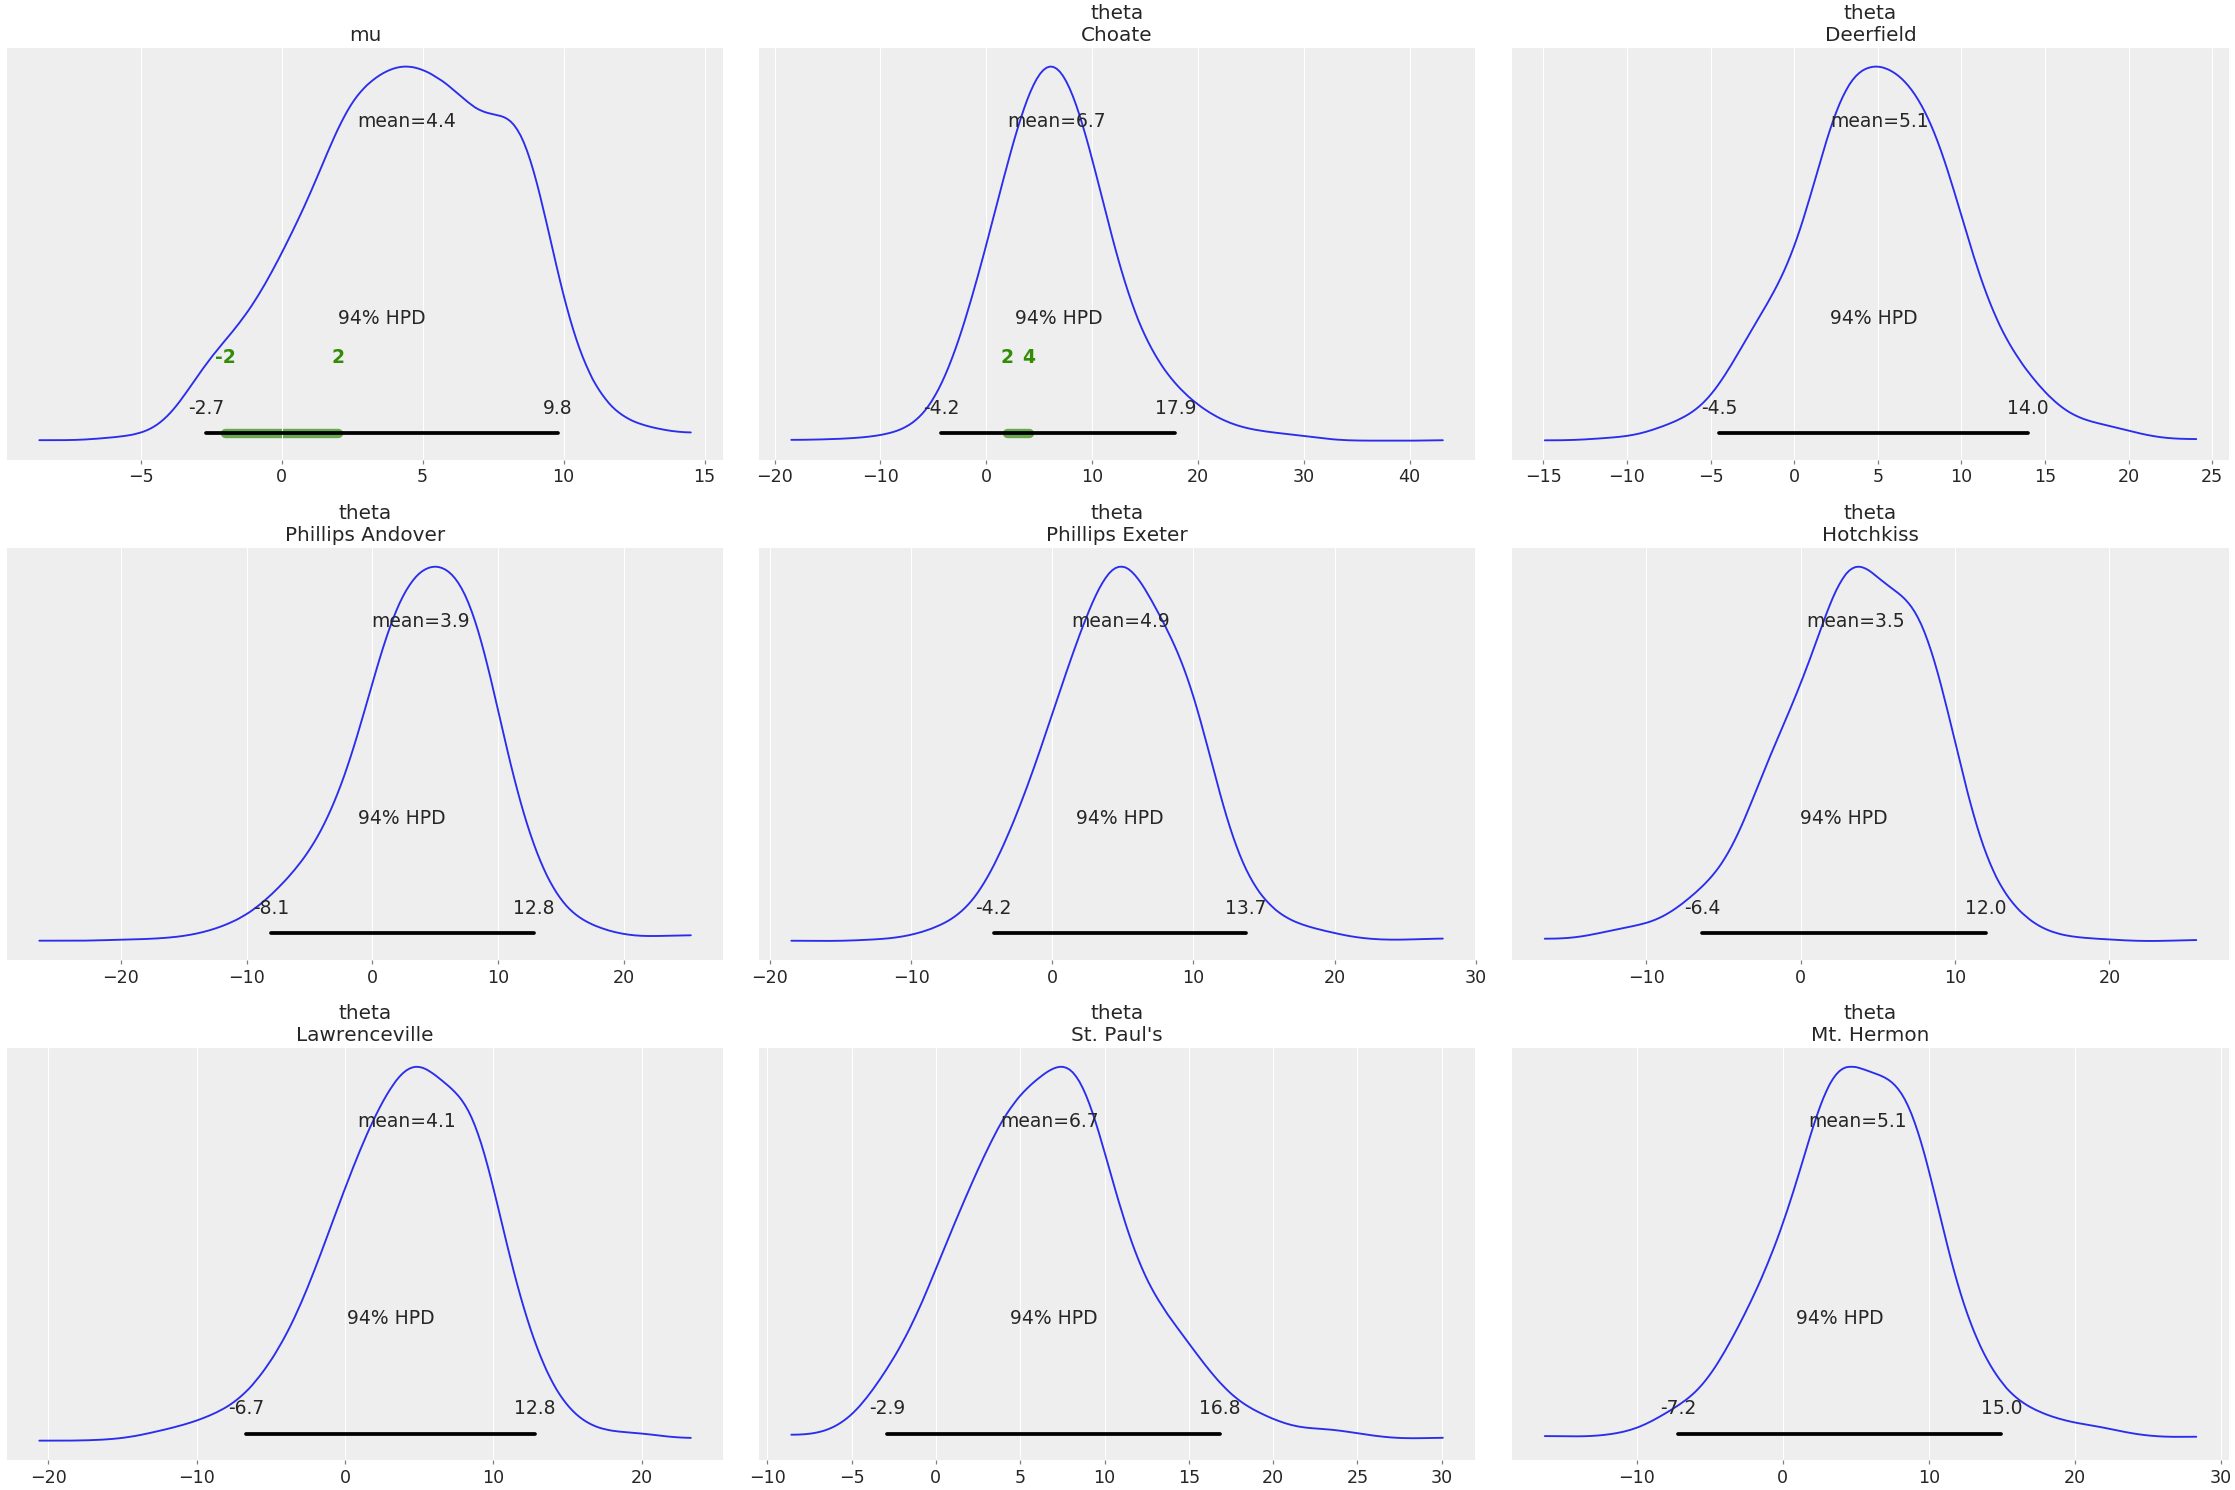 mu
mean=4.4
94% HPD
-2 2
-2.7 9.8
−5 0 5 10 15
theta
Choate
mean=6.7
94% HPD
2 4
-4.2 17.9
−20 −10 0 10 20 30 40
theta
Deerfield
mean=5.1
94% HPD
-4.5 14.0
−15 −10 −5 0 5 10 15 20 25
theta
Phillips Andover
mean=3.9
94% HPD
-8.1 12.8
−20 −10 0 10 20
theta
Phillips Exeter
mean=4.9
94% HPD
-4.2 13.7
−20 −10 0 10 20 30
theta
Hotchkiss
mean=3.5
94% HPD
-6.4 12.0
−10 0 10 20
theta
Lawrenceville
mean=4.1
94% HPD
-6.7 12.8
−20 −10 0 10 20
theta
St. Paul's
mean=6.7
94% HPD
-2.9 16.8
−10 −5 0 5 10 15 20 25 30
theta
Mt. Hermon
mean=5.1
94% HPD
-7.2 15.0
−10 0 10 20 30